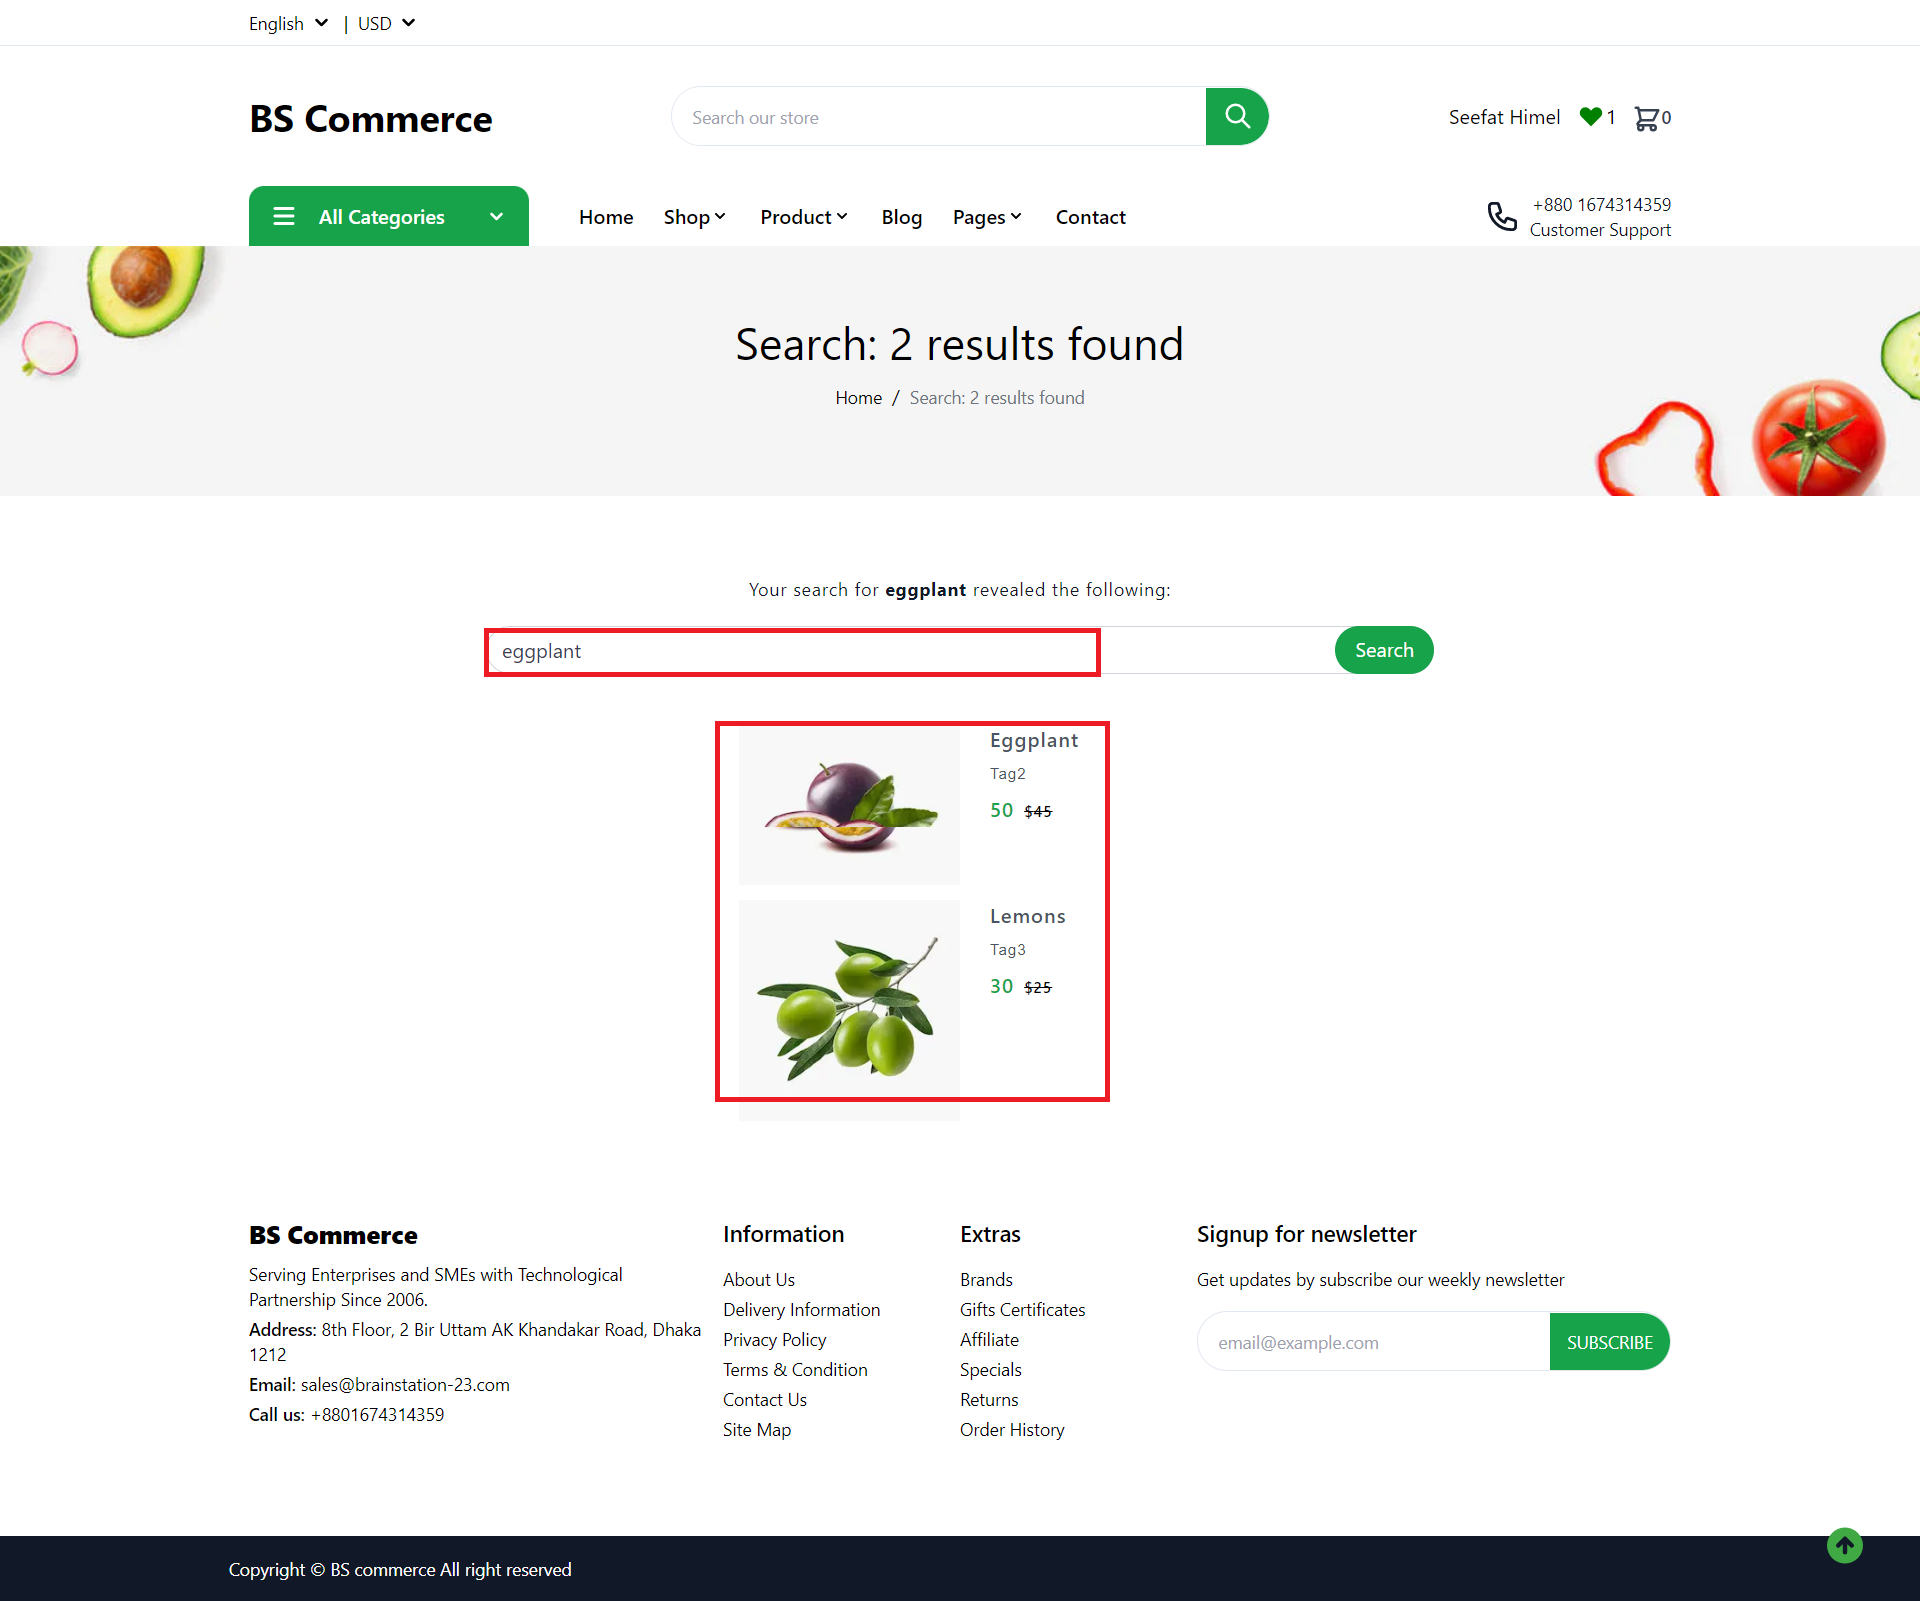 English | USD
BS Commerce
Search our store
Seefat Himel 1 0
All Categories
Home Shop Product Blog Pages Contact
+880 1674314359
Customer Support
Search: 2 results found
Home / Search: 2 results found
Your search for eggplant revealed the following:
eggplant
Search
Eggplant
Tag2
50 $45
Lemons
Tag3
30 $25
BS Commerce
Serving Enterprises and SMEs with Technological
Partnership Since 2006.
Address: 8th Floor, 2 Bir Uttam AK Khandakar Road, Dhaka
1212
Email: sales@brainstation-23.com
Call us: +8801674314359
Information
About Us
Delivery Information
Privacy Policy
Terms & Condition
Contact Us
Site Map
Extras
Brands
Gifts Certificates
Affiliate
Specials
Returns
Order History
Signup for newsletter
Get updates by subscribe our weekly newsletter
email@example.com
SUBSCRIBE
Copyright © BS commerce All right reserved